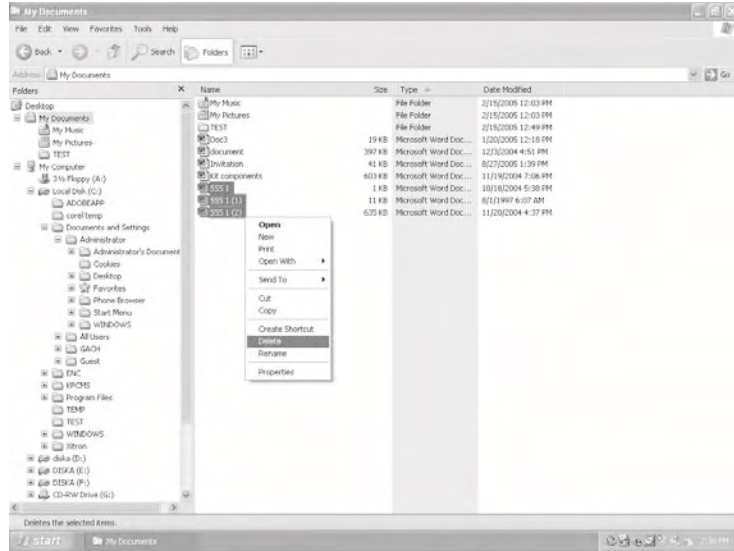 My Documents
File Edit View Favorites Tools Help
Back Search Folders
Address My Documents Go
Folders
Desktop
My Documents
My Music
My Pictures
TEST
My Computer
3½ Floppy (A:)
Local Disk (C:)
ADOBEAPP
corel temp
Documents and Settings
Administrator
Administrator's Document
Cookies
Desktop
Favorites
Phone Browser
Start Menu
WINDOWS
All Users
GACH
Guest
ENC
KPCMS
Program Files
TEMP
TEST
WINDOWS
Xitron
diska (D:)
DISKA (E:)
DISKA (F:)
CD-RW Drive (G:)
Name Size Type Date Modified
My Music File Folder 2/15/2005 12:03 PM
My Pictures File Folder 2/15/2005 12:03 PM
TEST File Folder 2/15/2005 12:49 PM
Doc3 19 KB Microsoft Word Doc... 1/20/2005 12:18 PM
document 397 KB Microsoft Word Doc... 12/3/2004 4:51 PM
Invitation 41 KB Microsoft Word Doc... 8/27/2005 1:39 PM
Kit components 603 KB Microsoft Word Doc... 11/19/2004 7:06 PM
SSS 1 1 KB Microsoft Word Doc... 10/18/2004 5:38 PM
SSS 1 (1) 11 KB Microsoft Word Doc... 8/1/1997 6:07 AM
SSS 1 (2) 635 KB Microsoft Word Doc... 11/20/2004 4:37 PM
Open
New
Print
Open With
Send To
Cut
Copy
Create Shortcut
Delete
Rename
Properties
Deletes the selected items.
start My Documents 2:30 PM